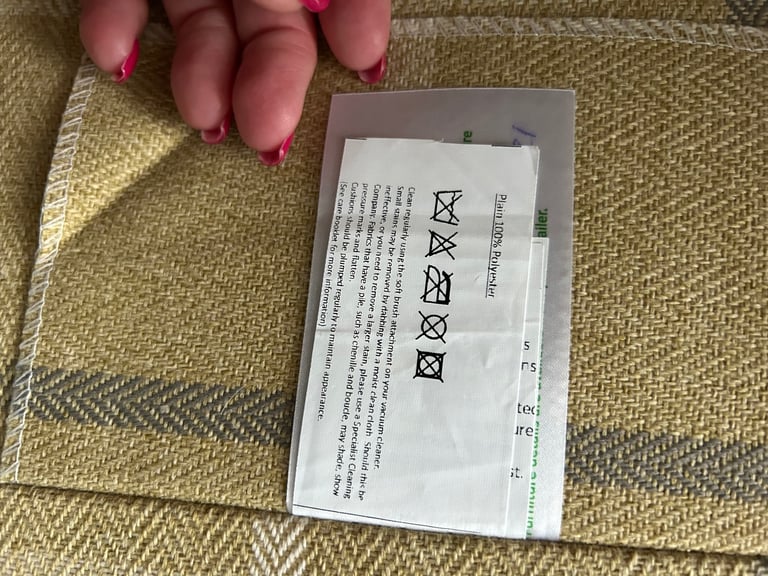 Plain 100% Polyester
Clean regularly using the soft brush attachment on your vacuum cleaner.
Small stains may be removed by dabbing with a moist clean cloth. Should this be
ineffective, or you need to remove a larger stain, please use a Specialist Cleaning
Company. Fabrics that have a pile, such as chenille and boucle, may shade, show
pressure marks and flatten.
Cushions should be plumped regularly to maintain appearance.
(See care booklet for more information)